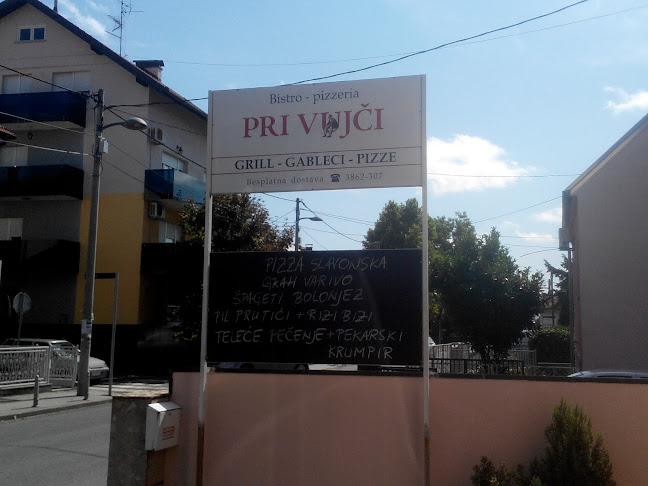 Bistro - pizzeria
PRI VUJČI
GRILL - GABLECI - PIZZE
Besplatna dostava ☎ 3862-307
PIZZA SLAVONSKA
GRAH VARIVO
ŠPAGETI BOLONJEZ
PIL PRUTIĆI + RIZI BIZI
TELEĆE PEČENJE + PEKARSKI
KRUMPIR